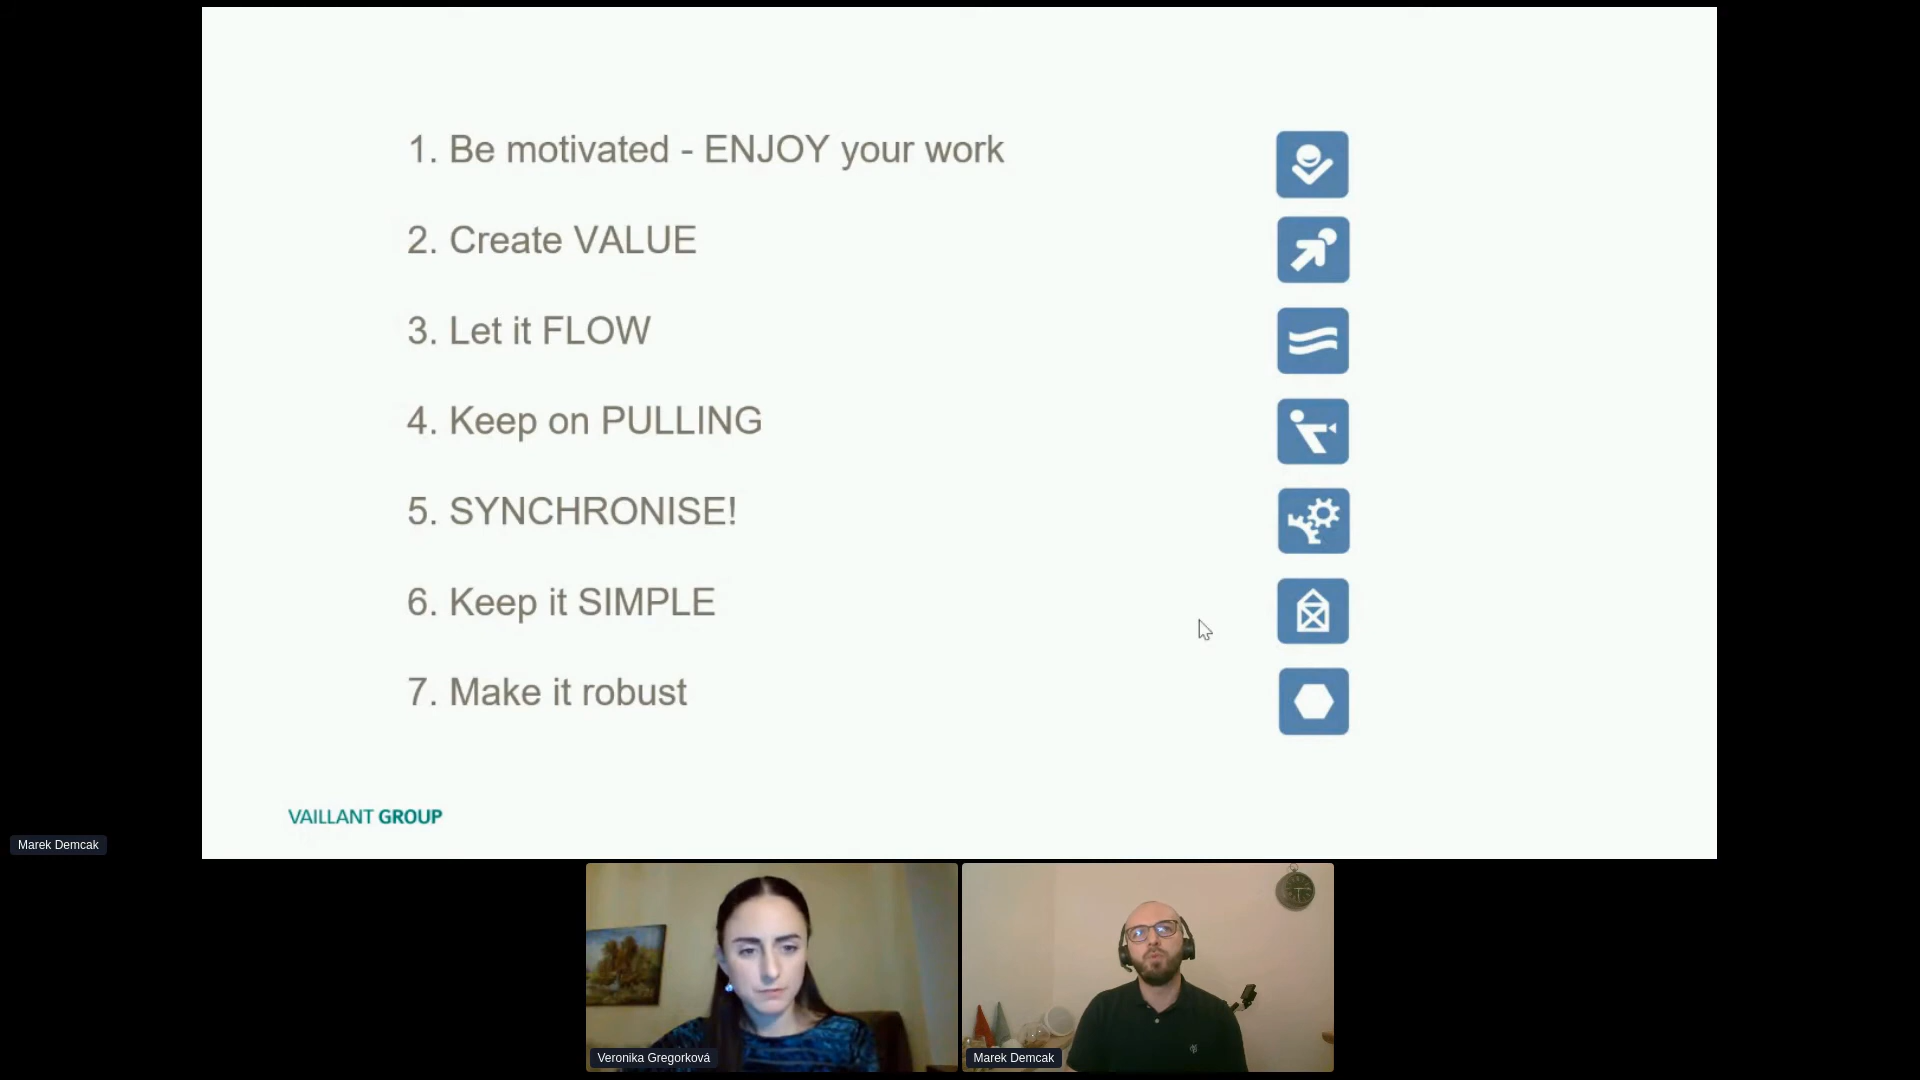 1. Be motivated - ENJOY your work
2. Create VALUE
3. Let it FLOW
4. Keep on PULLING
5. SYNCHRONISE!
6. Keep it SIMPLE
7. Make it robust
VAILLANT GROUP
Marek Demcak
Veronika Gregorková
Marek Demcak